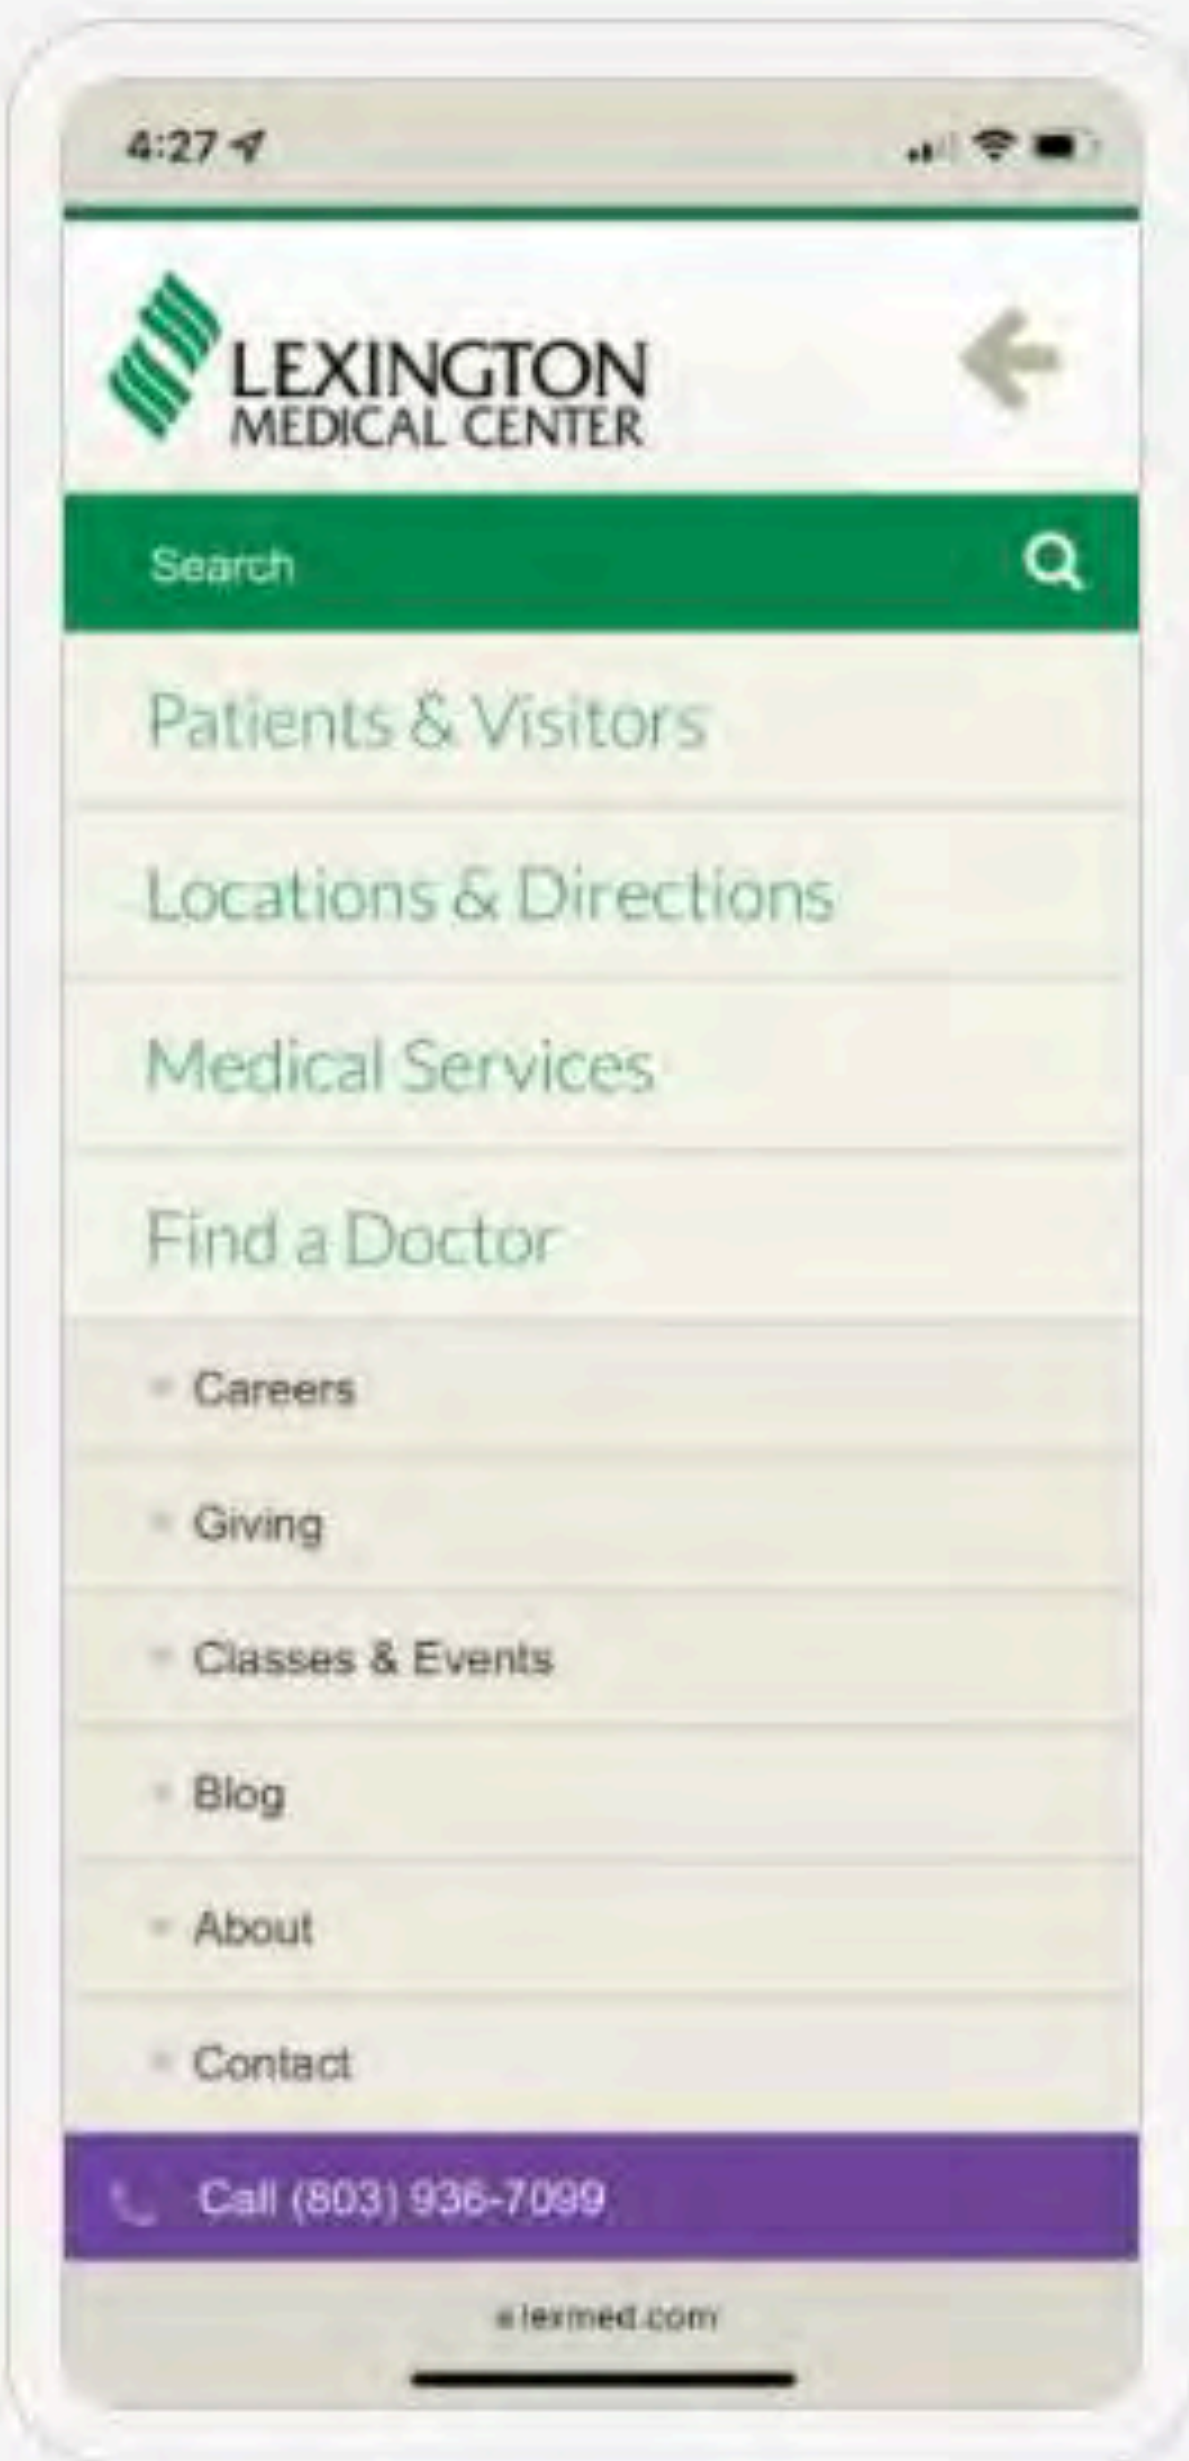 4:27
LEXINGTON
MEDICAL CENTER
Search
Patients & Visitors
Locations & Directions
Medical Services
Find a Doctor
Careers
Giving
Classes & Events
Blog
About
Contact
Call (803) 936-7099
lexmed.com